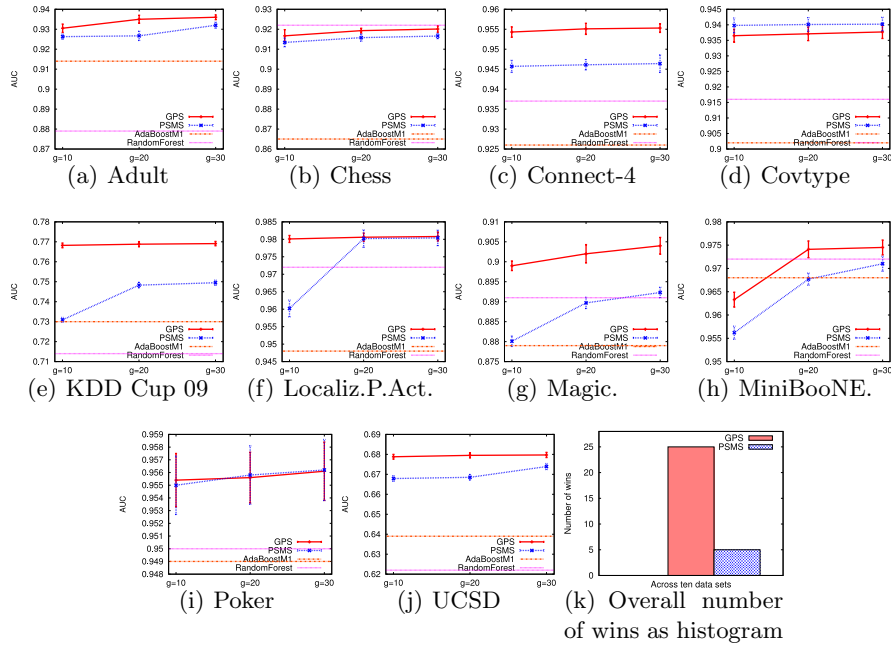 0.94
0.93
0.92
0.91
0.9
0.89
0.88
0.87
AUC
GPS
PSMS
AdaBoostM1
RandomForest
g=10 g=20 g=30
(a) Adult
0.93
0.92
0.91
0.9
0.89
0.88
0.87
0.86
AUC
GPS
PSMS
AdaBoostM1
RandomForest
g=10 g=20 g=30
(b) Chess
0.96
0.955
0.95
0.945
0.94
0.935
0.93
0.925
AUC
GPS
PSMS
AdaBoostM1
RandomForest
g=10 g=20 g=30
(c) Connect-4
0.945
0.94
0.935
0.93
0.925
0.92
0.915
0.91
0.905
0.9
AUC
GPS
PSMS
AdaBoostM1
RandomForest
g=10 g=20 g=30
(d) Covtype
0.78
0.77
0.76
0.75
0.74
0.73
0.72
0.71
AUC
GPS
PSMS
AdaBoostM1
RandomForest
g=10 g=20 g=30
(e) KDD Cup 09
0.985
0.98
0.975
0.97
0.965
0.96
0.955
0.95
0.945
AUC
GPS
PSMS
AdaBoostM1
RandomForest
g=10 g=20 g=30
(f) Localiz.P.Act.
0.91
0.905
0.9
0.895
0.89
0.885
0.88
0.875
AUC
GPS
PSMS
AdaBoostM1
RandomForest
g=10 g=20 g=30
(g) Magic.
0.98
0.975
0.97
0.965
0.96
0.955
0.95
AUC
GPS
PSMS
AdaBoostM1
RandomForest
g=10 g=20 g=30
(h) MiniBooNE.
0.959
0.958
0.957
0.956
0.955
0.954
0.953
0.952
0.951
0.95
0.949
0.948
AUC
GPS
PSMS
AdaBoostM1
RandomForest
g=10 g=20 g=30
(i) Poker
0.69
0.68
0.67
0.66
0.65
0.64
0.63
0.62
AUC
GPS
PSMS
AdaBoostM1
RandomForest
g=10 g=20 g=30
(j) UCSD
25
20
15
10
5
0
Number of wins
GPS
PSMS
Across ten data sets
(k) Overall number
of wins as histogram